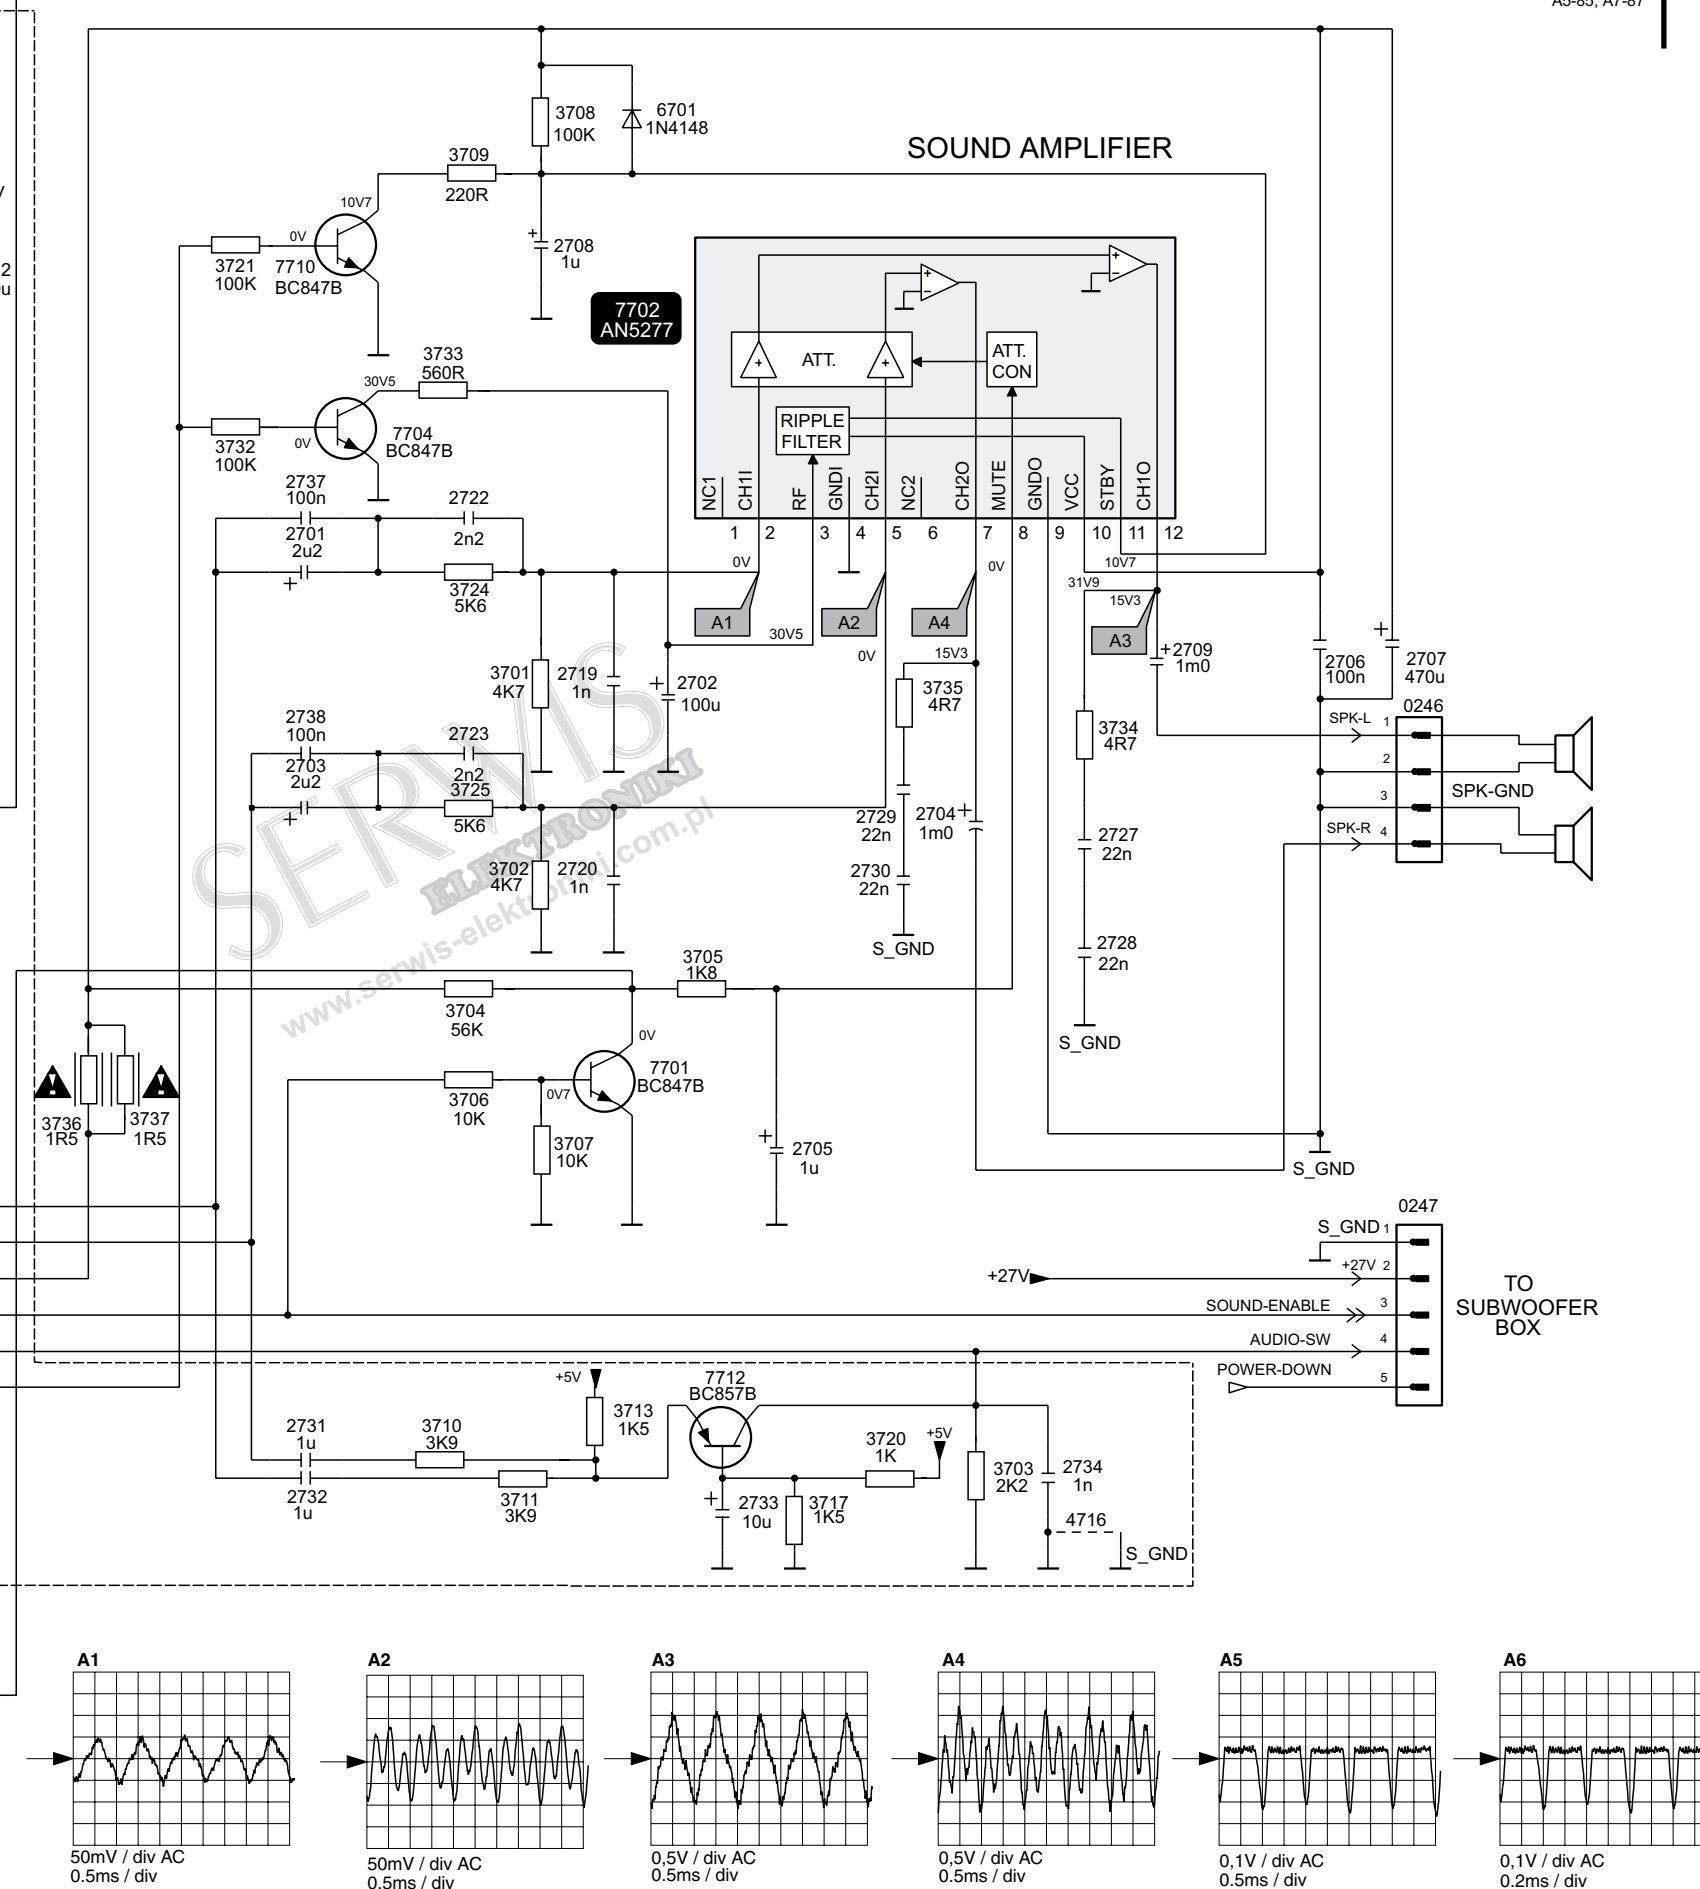 A5-85, A7-87
3708
100K
6701
1N4148
SOUND AMPLIFIER
3709
220R
10V7
0V
3721
100K
7710
BC847B
+
2708
1u
2
u
7702
AN5277
+
−
+
−
+
ATT.
+
ATT.
CON
RIPPLE
FILTER
NC1
CH1I
RF
GNDI
CH2I
NC2
CH2O
MUTE
GNDO
VCC
STBY
CH1O
1 2 3 4 5 6 7 8 9 10 11 12
3733
560R
30V5
3732
100K
0V
7704
BC847B
2737
100n
2701
2u2
+
2722
2n2
3724
5K6
0V
A1
30V5
A2
0V
A4
0V
15V3
10V7
31V9
15V3
A3
+2709
1m0
3701
4K7
2719
1n
+
2702
100u
3735
4R7
3734
4R7
2706
100n
+
2707
470u
0246
SPK-L
1
2
SPK-GND
3
SPK-R
4
2738
100n
2703
2u2
+
2723
2n2
3725
5K6
2729
22n
2704
1m0
+
2727
22n
3702
4K7
2720
1n
2730
22n
S_GND
2728
22n
S_GND
SERWIS
ELEKTRONIKI
www.serwis-elektroniki.com.pl
3705
1K8
3704
56K
0V
7701
BC847B
3706
10K
0V7
3707
10K
3736
1R5
3737
1R5
+
2705
1u
S_GND
0247
S_GND 1
+27V
+27V 2
SOUND-ENABLE 3
AUDIO-SW 4
POWER-DOWN 5
TO
SUBWOOFER
BOX
+5V
7712
BC857B
3713
1K5
2731
1u
3710
3K9
2732
1u
3711
3K9
3720
1K
+5V
+
2733
10u
3717
1K5
3703
2K2
2734
1n
4716
S_GND
A1
50mV / div AC
0.5ms / div
A2
50mV / div AC
0.5ms / div
A3
0,5V / div AC
0.5ms / div
A4
0,5V / div AC
0.5ms / div
A5
0,1V / div AC
0.5ms / div
A6
0,1V / div AC
0.2ms / div